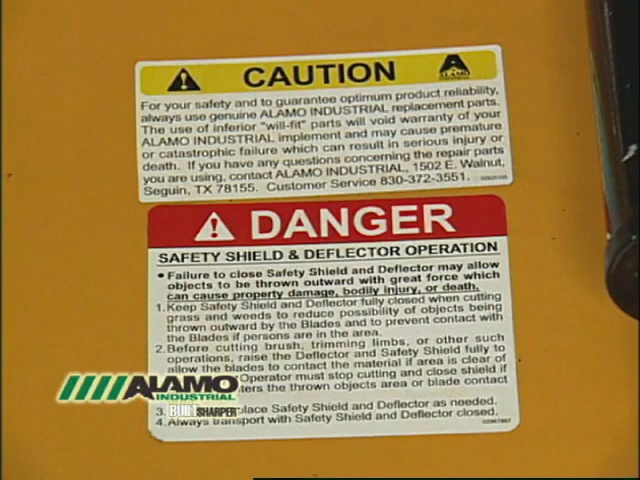 CAUTION
ALAMO
For your safety and to guarantee optimum product reliability,
always use genuine ALAMO INDUSTRIAL replacement parts.
The use of inferior "will-fit" parts will void warranty of your
ALAMO INDUSTRIAL implement and may cause premature
or catastrophic failure which can result in serious injury or
death. If you have any questions concerning the repair parts
you are using, contact ALAMO INDUSTRIAL, 1502 E. Walnut,
Seguin, TX 78155. Customer Service 830-372-3551.
DANGER
SAFETY SHIELD & DEFLECTOR OPERATION
• Failure to close Safety Shield and Deflector may allow
objects to be thrown outward with great force which
can cause property damage, bodily injury, or death.
1. Keep Safety Shield and Deflector fully closed when cutting
grass and weeds to reduce possibility of objects being
thrown outward by the Blades and to prevent contact with
the Blades if persons are in the area.
2. Before cutting brush, trimming limbs, or other such
operations, raise the Deflector and Safety Shield fully to
allow the blades to contact the material if area is clear of
Operator must stop cutting and close shield if
the thrown objects area or blade contact
3. Safety Shield and Deflector as needed.
4. Always transport with Safety Shield and Deflector closed.
ALAMO
INDUSTRIAL
BUILT SHARPER